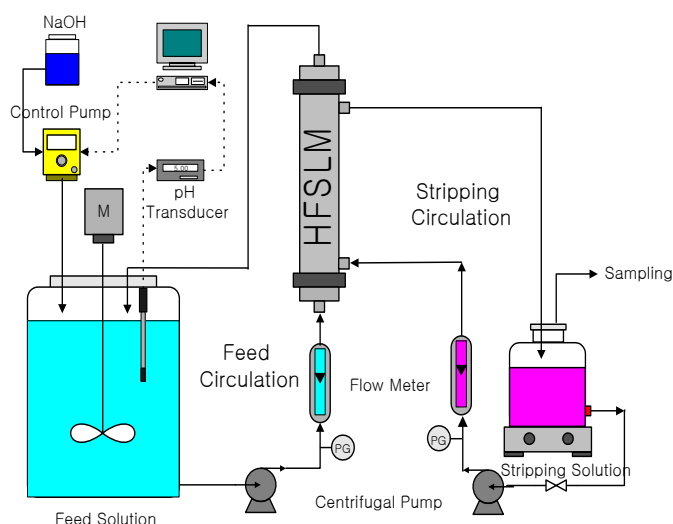 NaOH
Control Pump
5.00
pH
Transducer
M
HFSLM
Stripping
Circulation
Sampling
Feed
Circulation
Flow Meter
PG
PG
Stripping Solution
Centrifugal Pump
Feed Solution